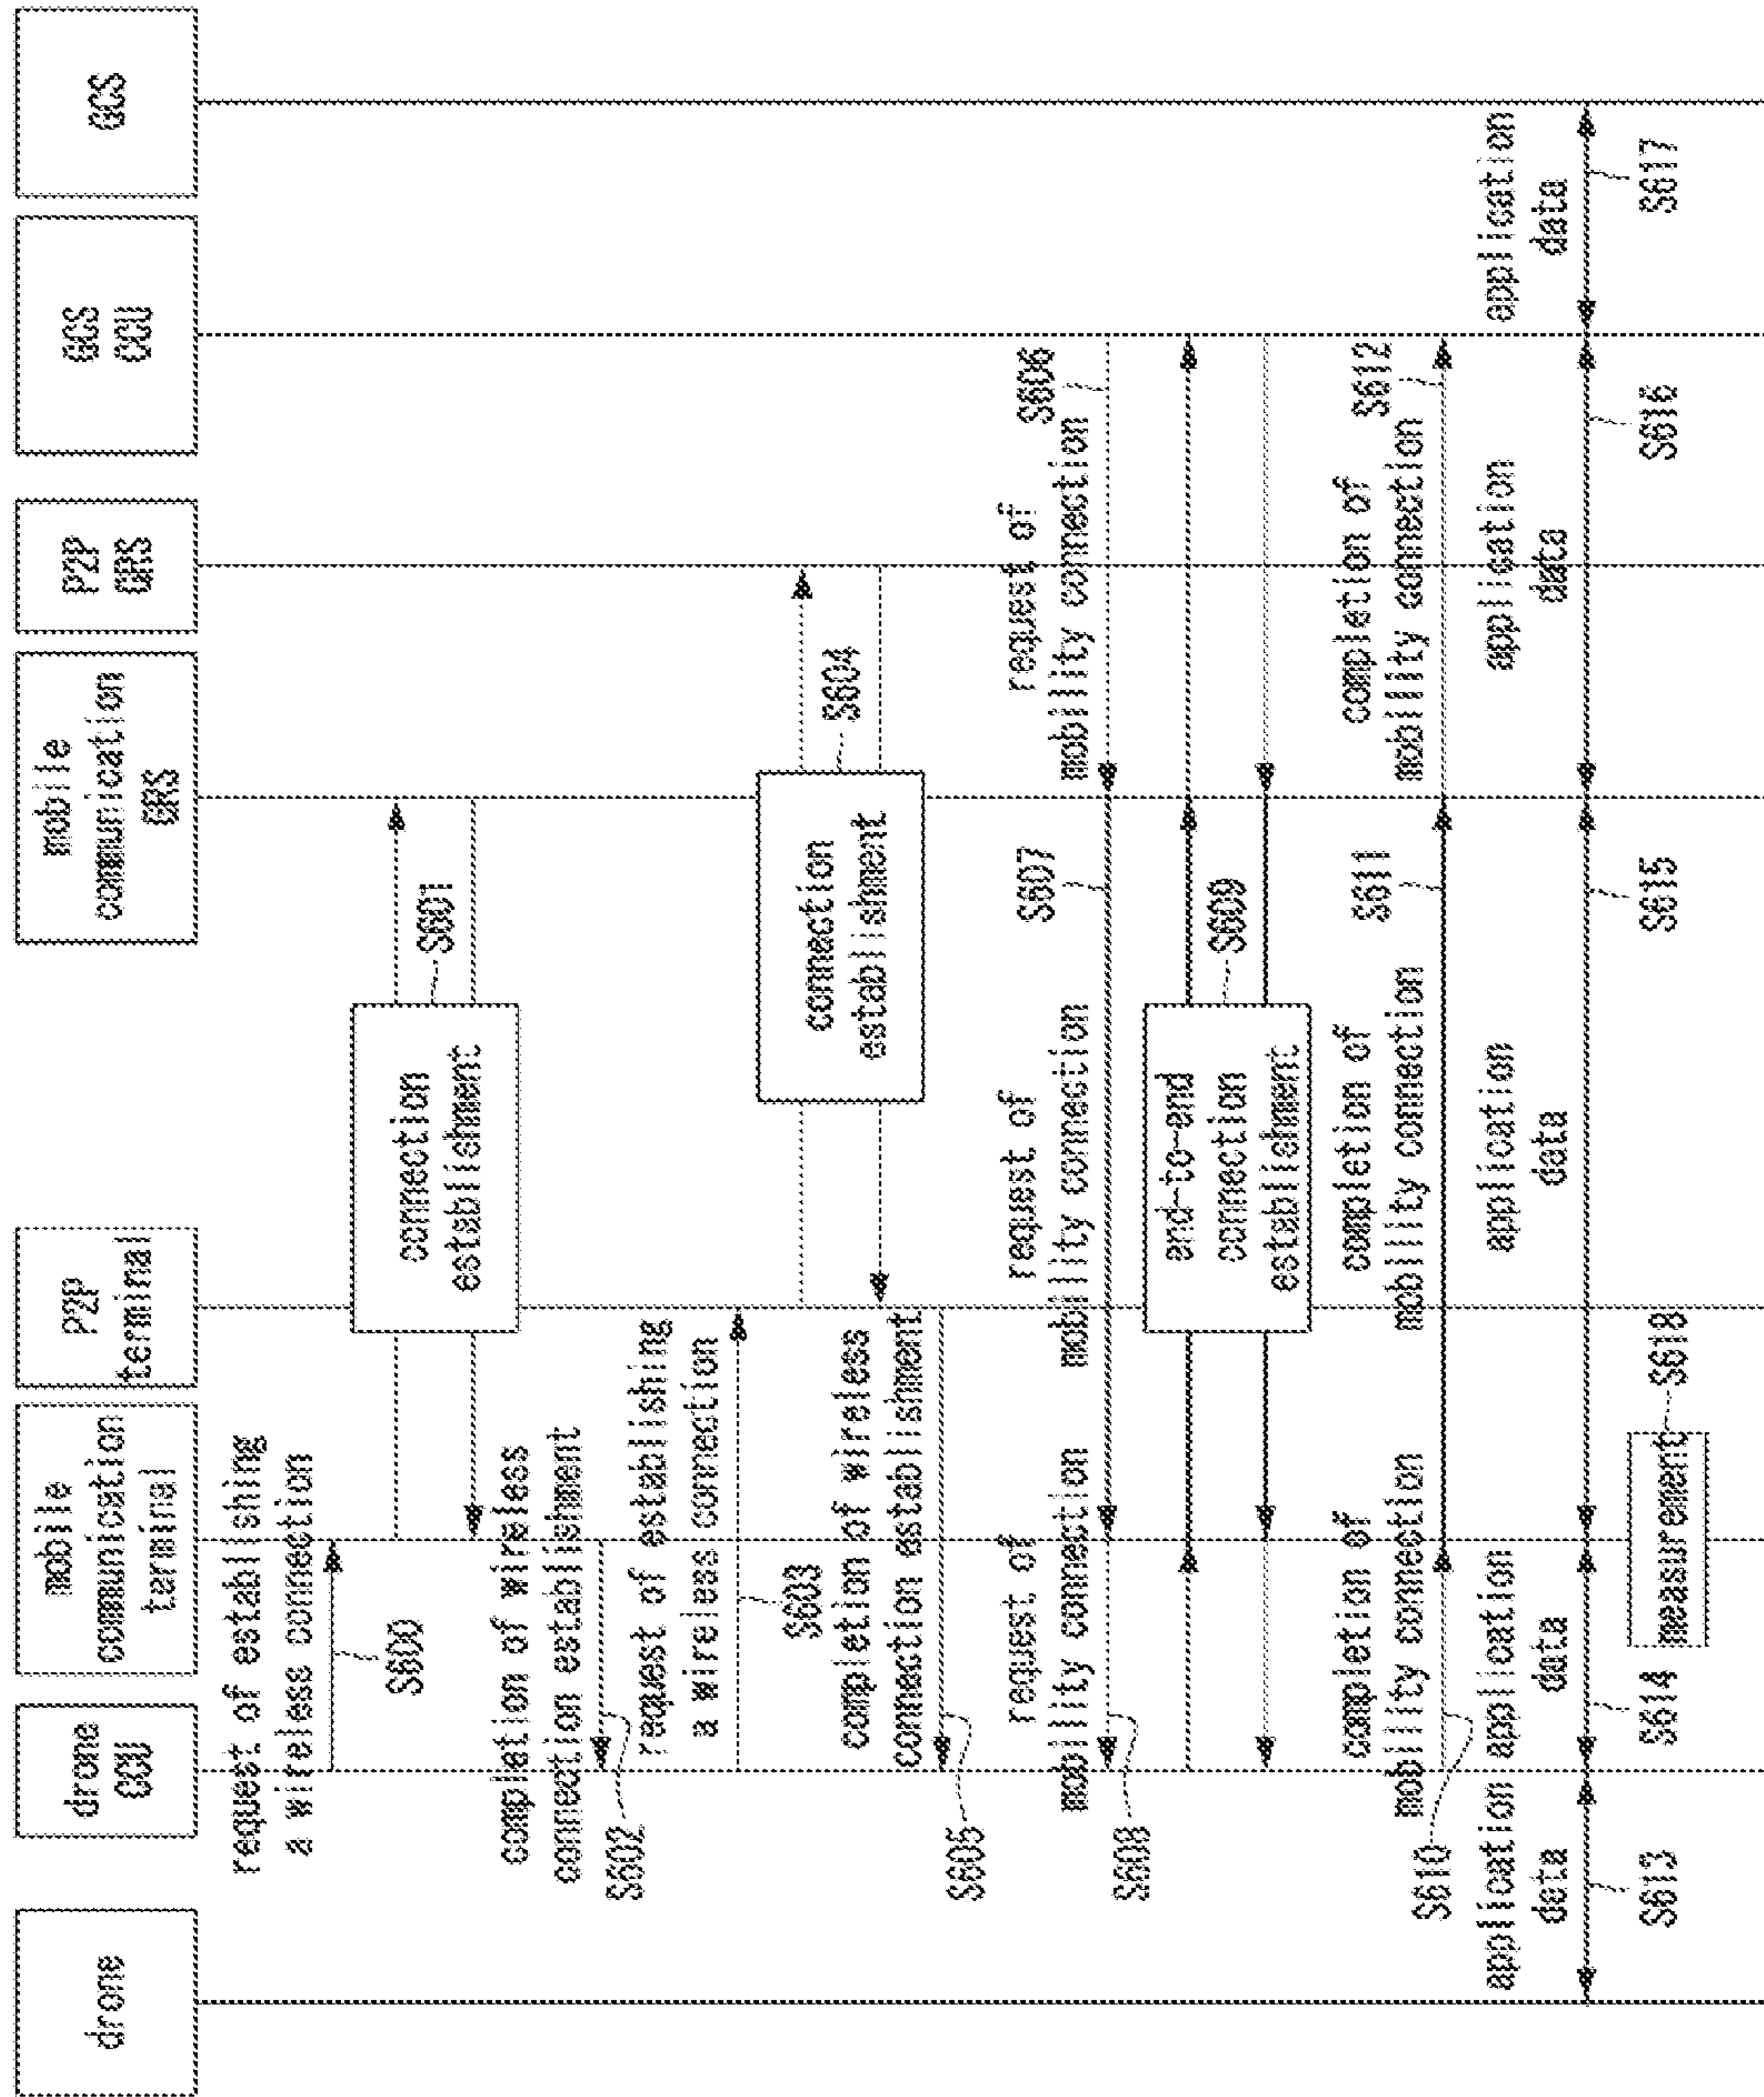 drone
drone
CCU
mobile
communication
terminal
P2P
terminal
mobile
communication
GRS
P2P
GRS
GCS
CCU
GCS
request of establishing
a wireless connection
S600
connection
establishment
S601
completion of wireless
connection establishment
S602
request of establishing
a wireless connection
S603
connection
establishment
S604
completion of wireless
connection establishment
S605
request of
mobility connection
S608
request of
mobility connection
S607
request of
mobility connection
S606
end-to-end
connection
establishment
S609
completion of
mobility connection
S610
completion of
mobility connection
S611
completion of
mobility connection
S612
application
data
S613
application
data
S614
application
data
S615
application
data
S616
application
data
S617
measurement
S618